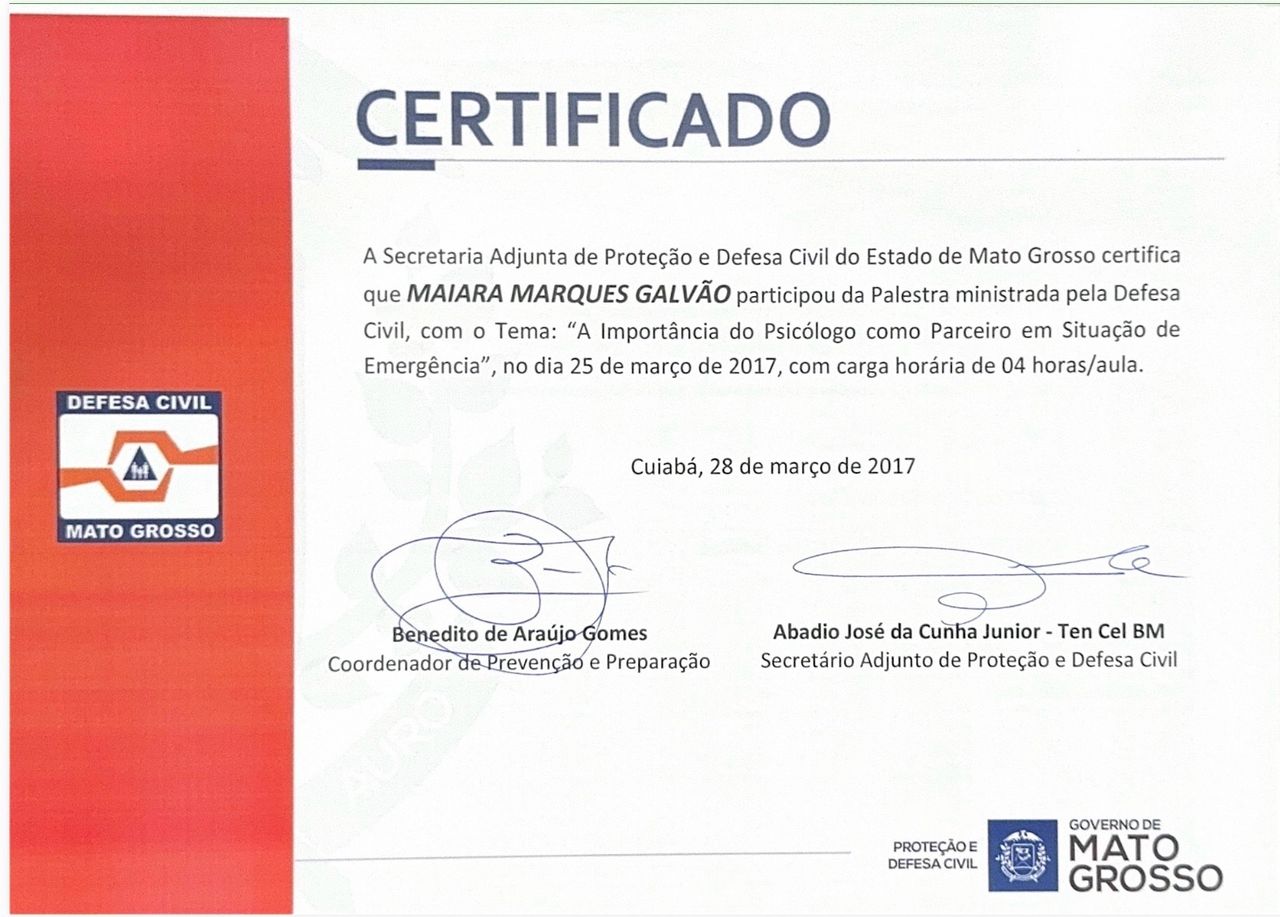 CERTIFICADO
A Secretaria Adjunta de Proteção e Defesa Civil do Estado de Mato Grosso certifica
que MAIARA MARQUES GALVÃO participou da Palestra ministrada pela Defesa
Civil, com o Tema: “A Importância do Psicólogo como Parceiro em Situação de
Emergência”, no dia 25 de março de 2017, com carga horária de 04 horas/aula.
DEFESA CIVIL
MATO GROSSO
Cuiabá, 28 de março de 2017
Benedito de Araújo Gomes
Coordenador de Prevenção e Preparação
Abadio José da Cunha Junior - Ten Cel BM
Secretário Adjunto de Proteção e Defesa Civil
AURO
PROTEÇÃO E
DEFESA CIVIL
GOVERNO DE
MATO
GROSSO